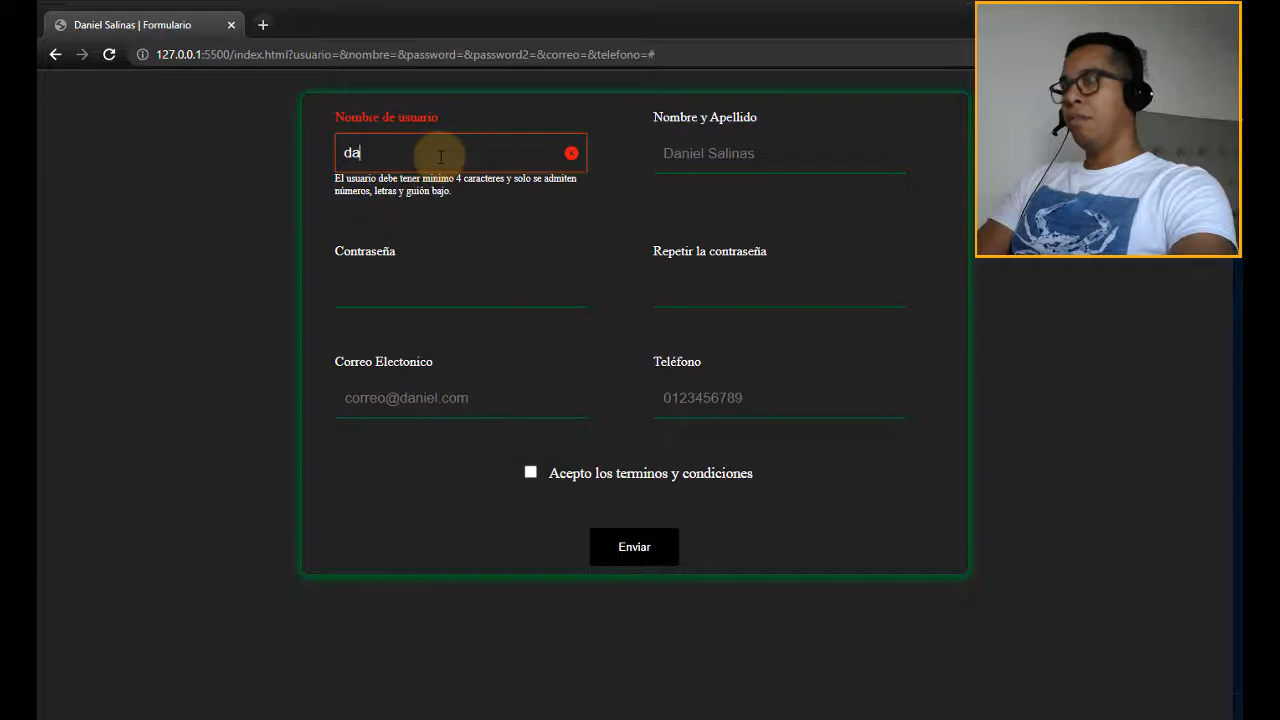 Daniel Salinas | Formulario
127.0.0.1:5500/index.html?usuario=&nombre=&password=&password2=&correo=&telefono=#
Nombre de usuario
Nombre y Apellido
da
Daniel Salinas
El usuario debe tener minimo 4 caracteres y solo se admiten
números, letras y guión bajo.
Contraseña
Repetir la contraseña
Correo Electonico
Teléfono
correo@daniel.com
0123456789
Acepto los terminos y condiciones
Enviar